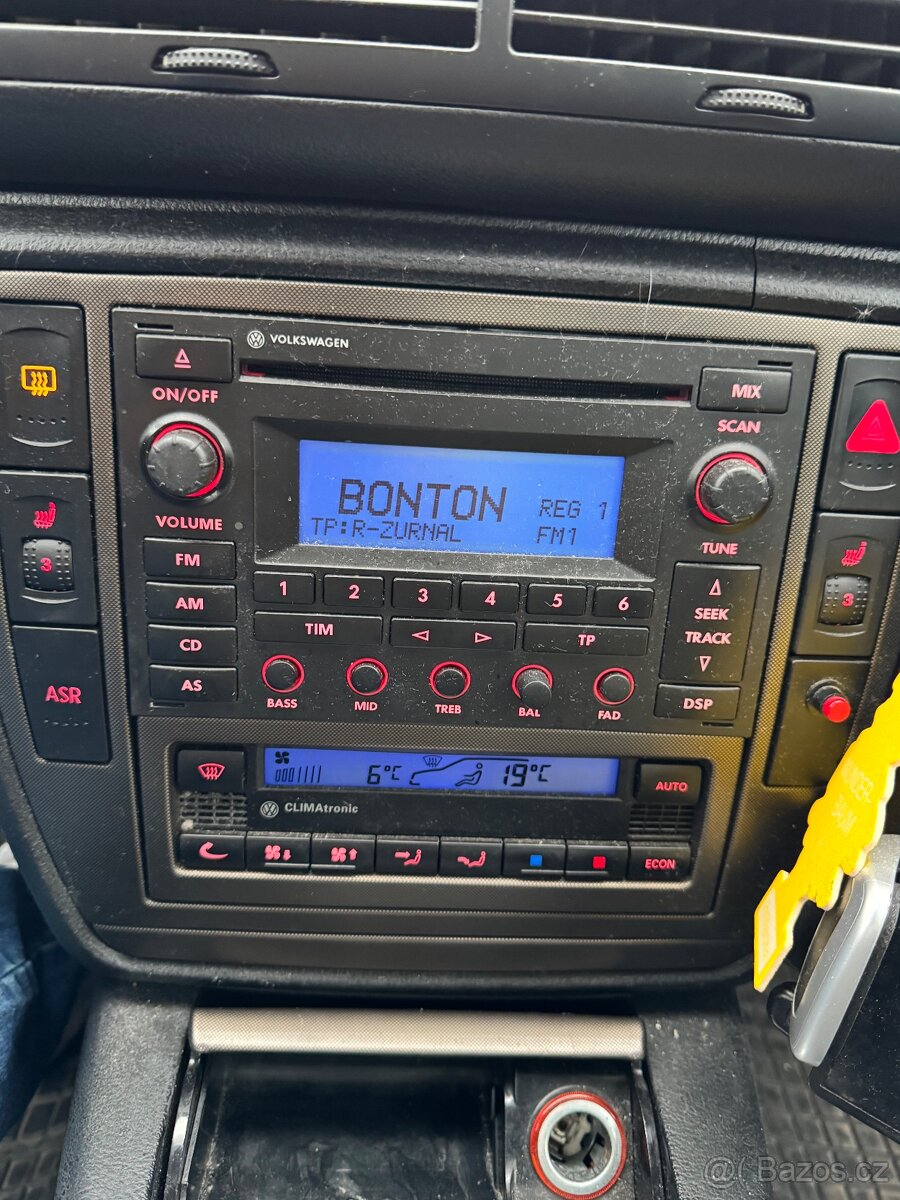 VOLKSWAGEN
ON/OFF
MIX
SCAN
BONTON REG 1
TP:R-ZURNAL FM1
VOLUME
TUNE
FM
1 2 3 4 5 6
AM
TIM
TP
SEEK
TRACK
CD
AS
BASS MID TREB BAL FAD
DSP
3
3
ASR
6°C 19°C
AUTO
CLIMAtronic
ECON
WUNDER
BAUM
@( Bazos.cz